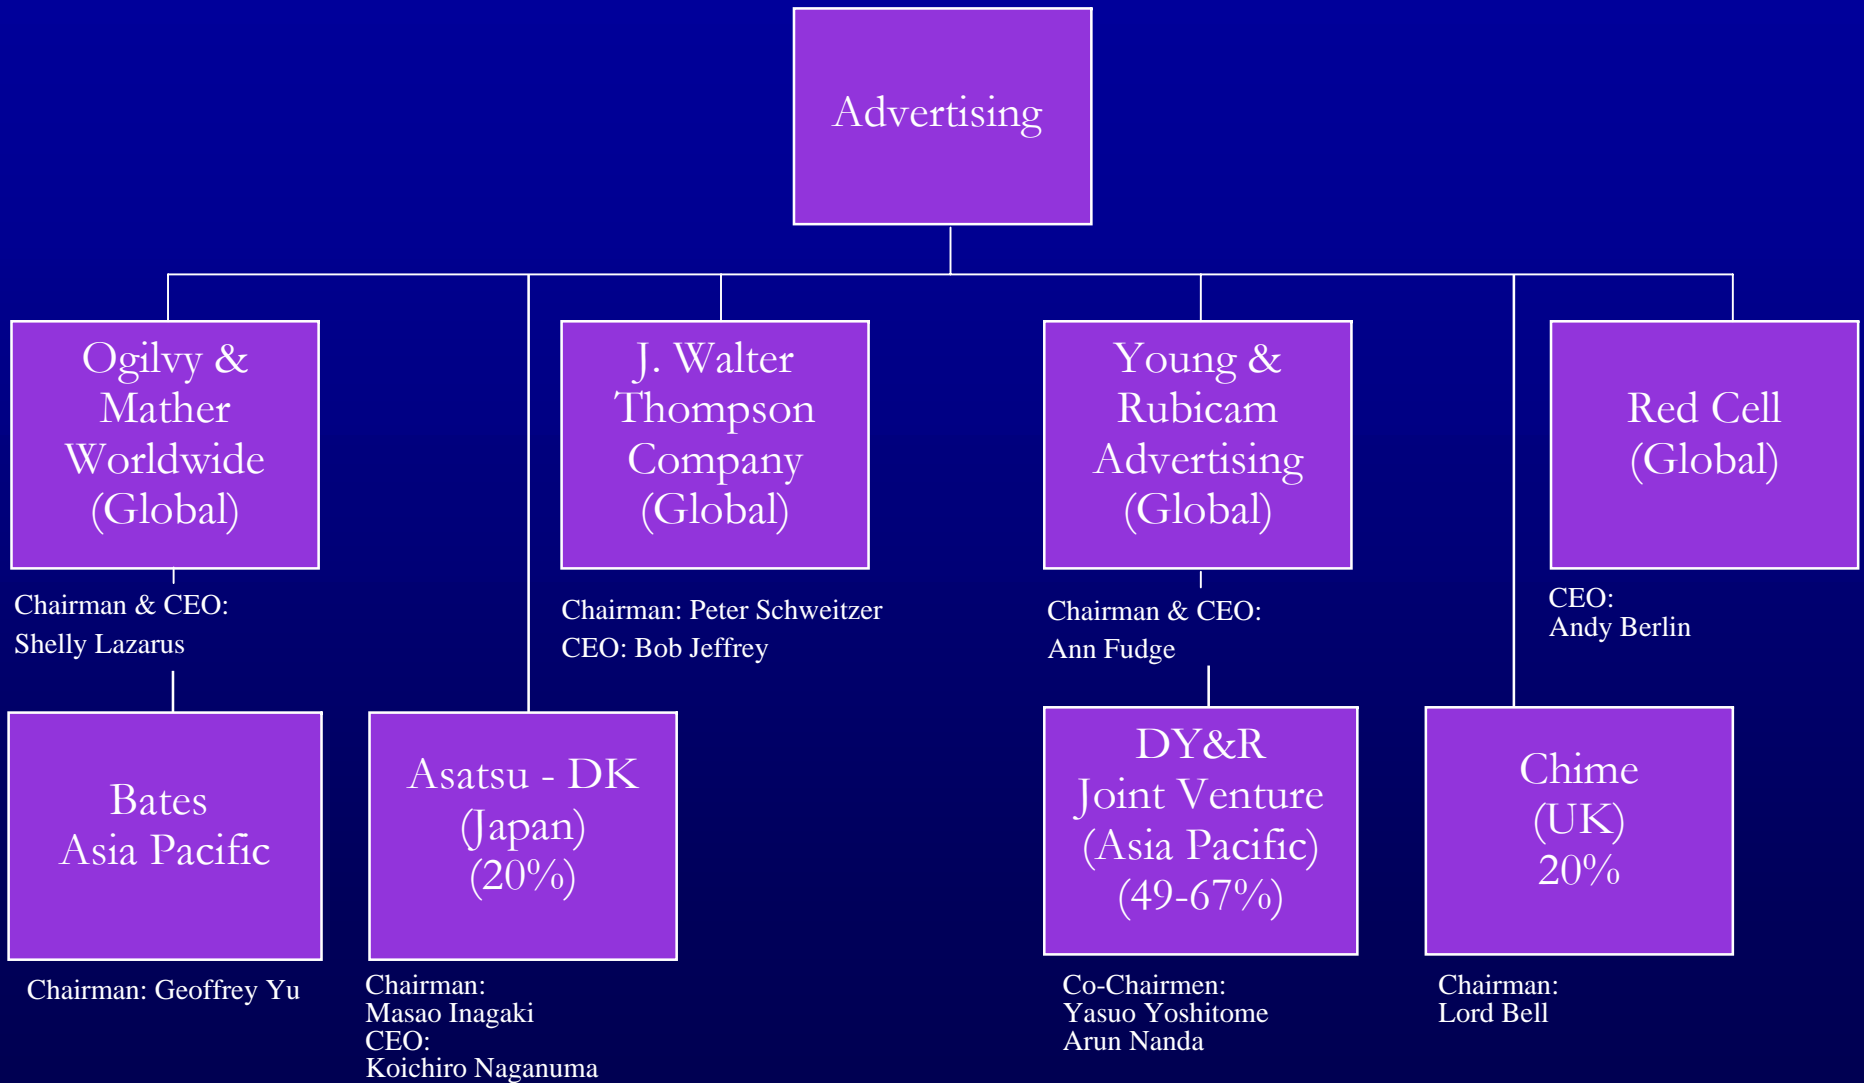 Advertising
Ogilvy &
Mather
Worldwide
(Global)
Chairman & CEO:
Shelly Lazarus
J. Walter
Thompson
Company
(Global)
Chairman: Peter Schweitzer
CEO: Bob Jeffrey
Young &
Rubicam
Advertising
(Global)
Chairman & CEO:
Ann Fudge
Red Cell
(Global)
CEO:
Andy Berlin
Bates
Asia Pacific
Chairman: Geoffrey Yu
Asatsu - DK
(Japan)
(20%)
Chairman:
Masao Inagaki
CEO:
Koichiro Naganuma
DY&R
Joint Venture
(Asia Pacific)
(49-67%)
Co-Chairmen:
Yasuo Yoshitome
Arun Nanda
Chime
(UK)
20%
Chairman:
Lord Bell